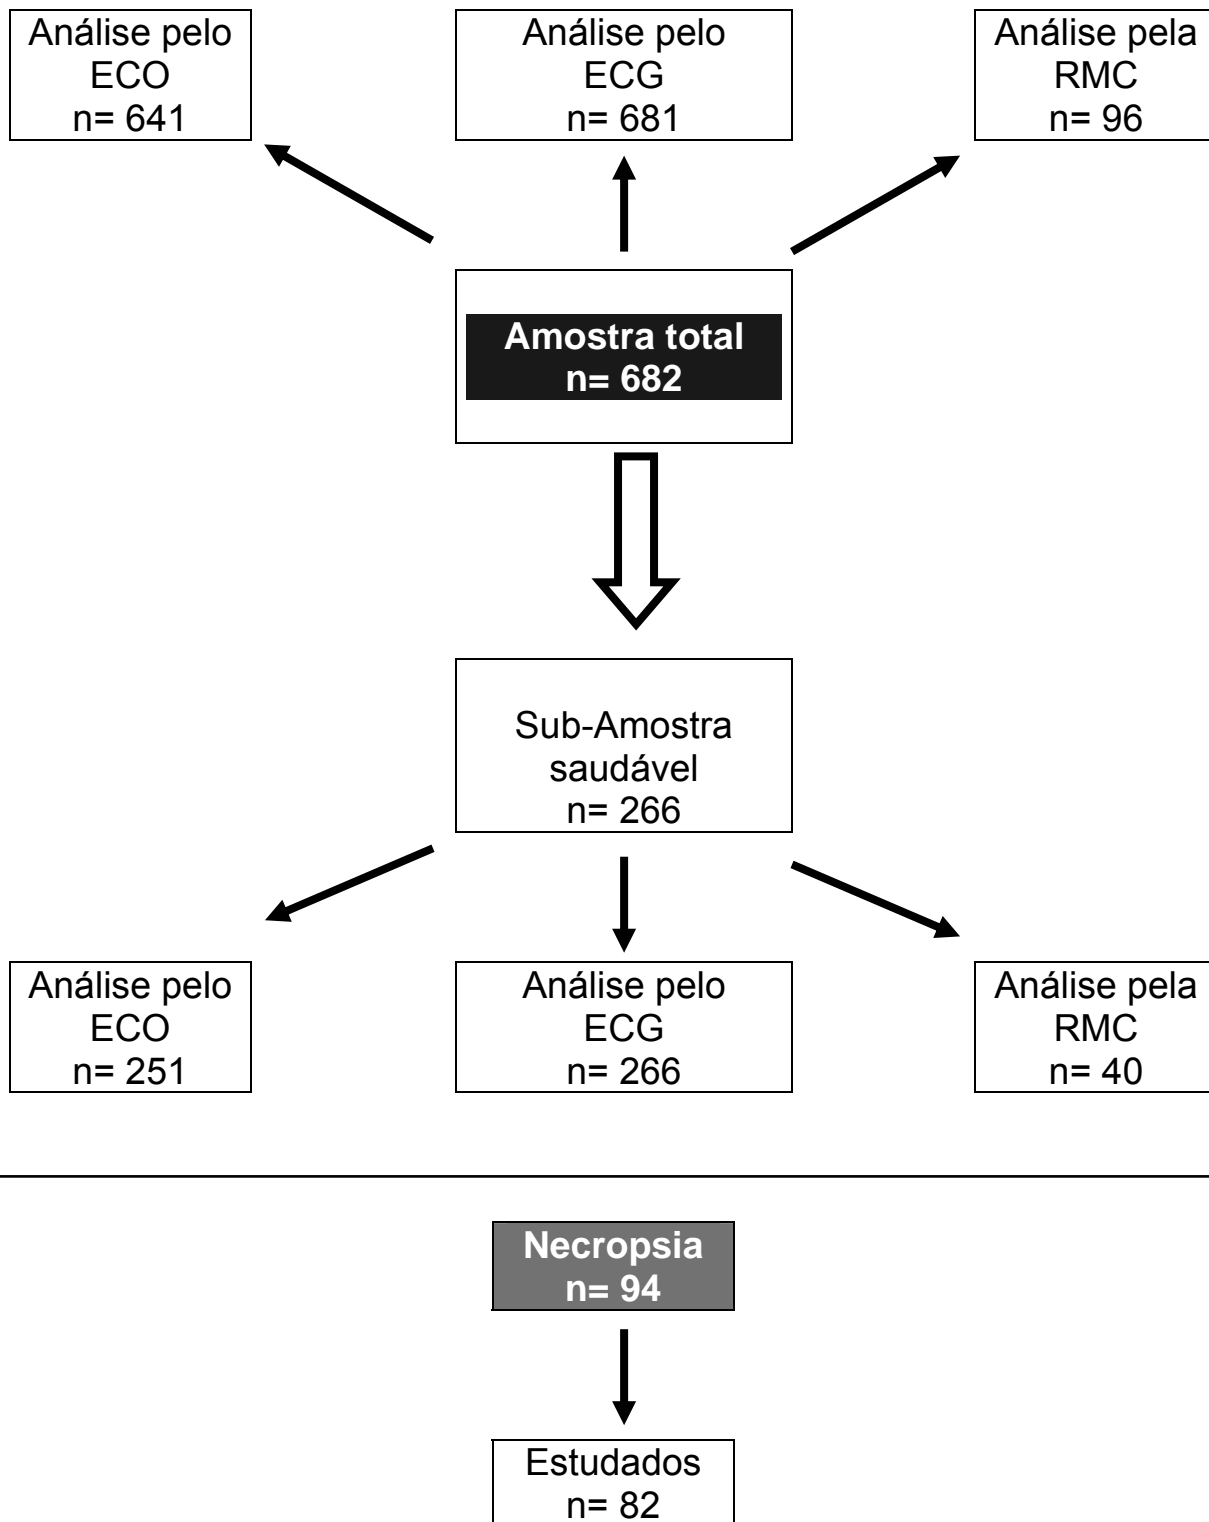 Análise pelo
ECO
n= 641
Análise pelo
ECG
n= 681
Análise pela
RMC
n= 96
Amostra total
n= 682
Sub-Amostra
saudável
n= 266
Análise pelo
ECO
n= 251
Análise pelo
ECG
n= 266
Análise pela
RMC
n= 40
Necropsia
n= 94
Estudados
n= 82